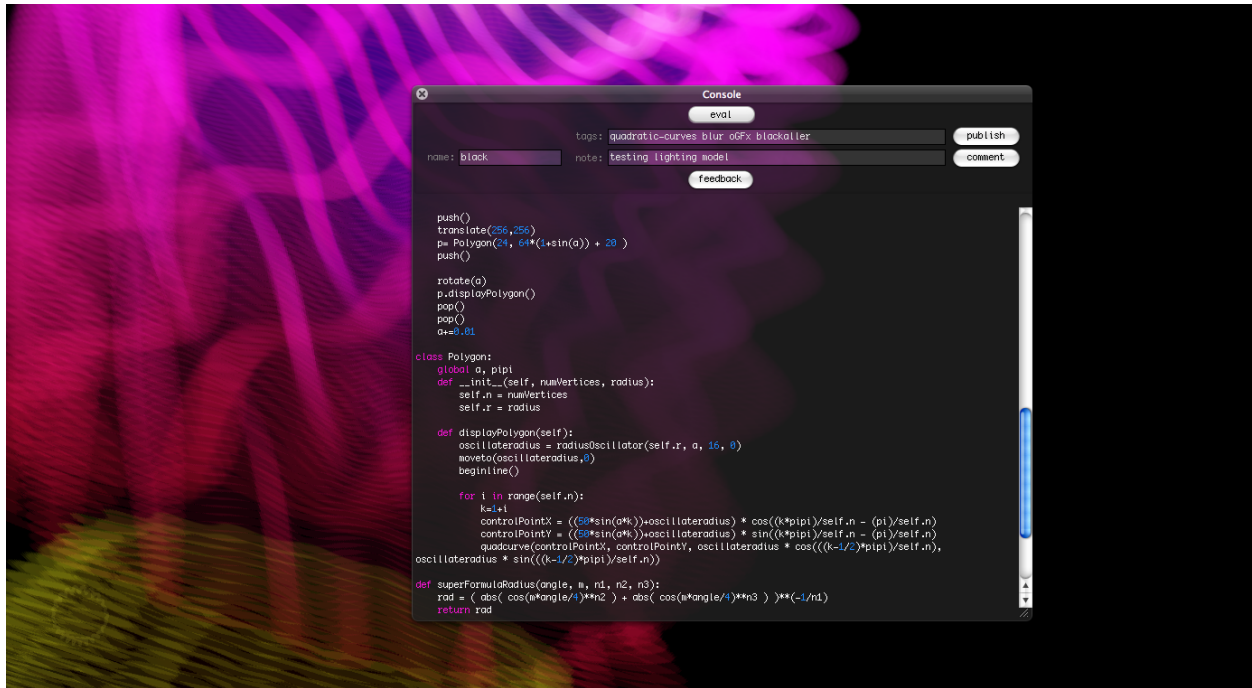 Console
eval
tags: quadratic-curves blur oGFx blackaller
publish
name: black
note: testing lighting model
comment
feedback
push()
translate(256,256)
p= Polygon(24, 64*(1+sin(a)) + 20 )
push()
rotate(a)
p.displayPolygon()
pop()
pop()
a+=0.01
class Polygon:
global a, pipi
def __init__(self, numVertices, radius):
self.n = numVertices
self.r = radius
def displayPolygon(self):
oscillateradius = radiusOscillator(self.r, a, 16, 0)
moveto(oscillateradius,0)
beginline()
for i in range(self.n):
k=1+i
controlPointX = ((50*sin(a*k))+oscillateradius) * cos((k*pipi)/self.n - (pi)/self.n)
controlPointY = ((50*sin(a*k))+oscillateradius) * sin((k*pipi)/self.n - (pi)/self.n)
quadcurve(controlPointX, controlPointY, oscillateradius * cos(((k-1/2)*pipi)/self.n),
oscillateradius * sin(((k-1/2)*pipi)/self.n))
def superFormulaRadius(angle, m, n1, n2, n3):
rad = ( abs( cos(m*angle/4)**n2 ) + abs( cos(m*angle/4)**n3 ) )**(-1/n1)
return rad